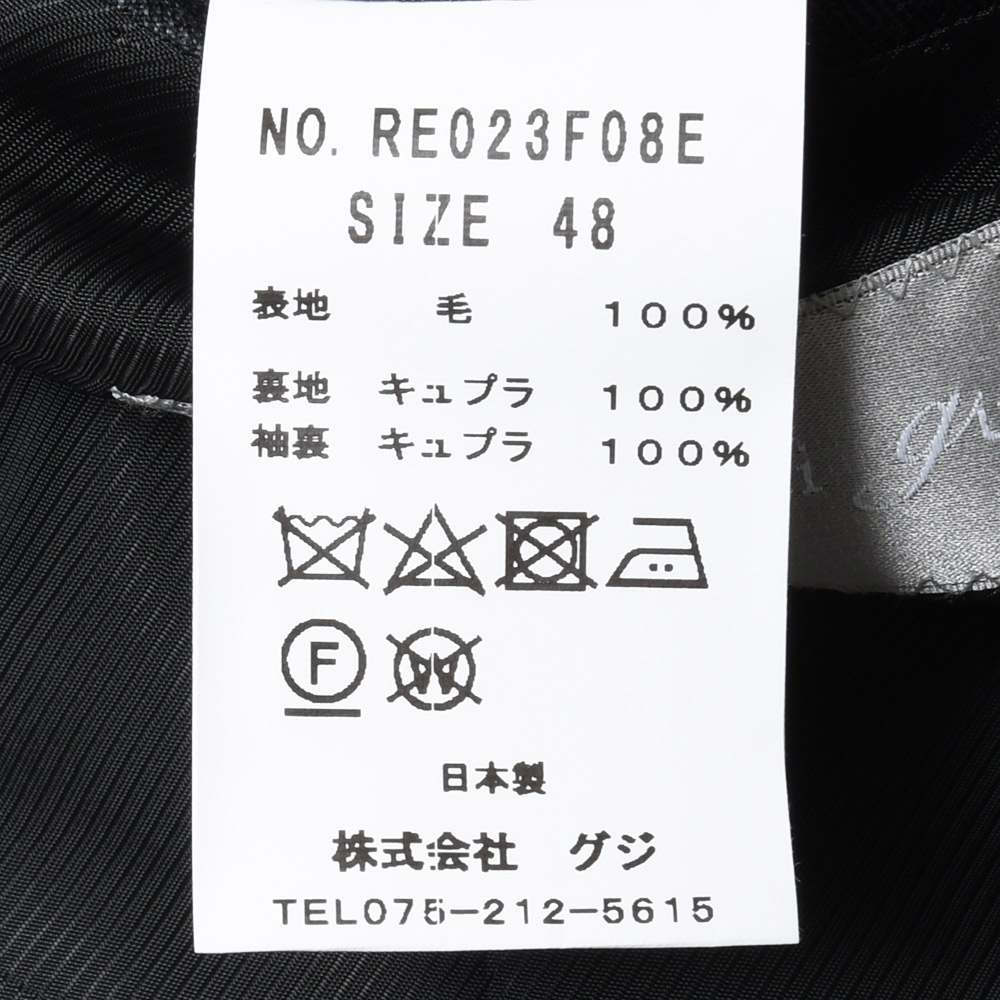 NO. RE023F08E
SIZE 48
表地 毛 100%
裏地 キュプラ 100%
袖裏 キュプラ 100%
F
W
日本製
株式会社 グジ
TEL075-212-5615